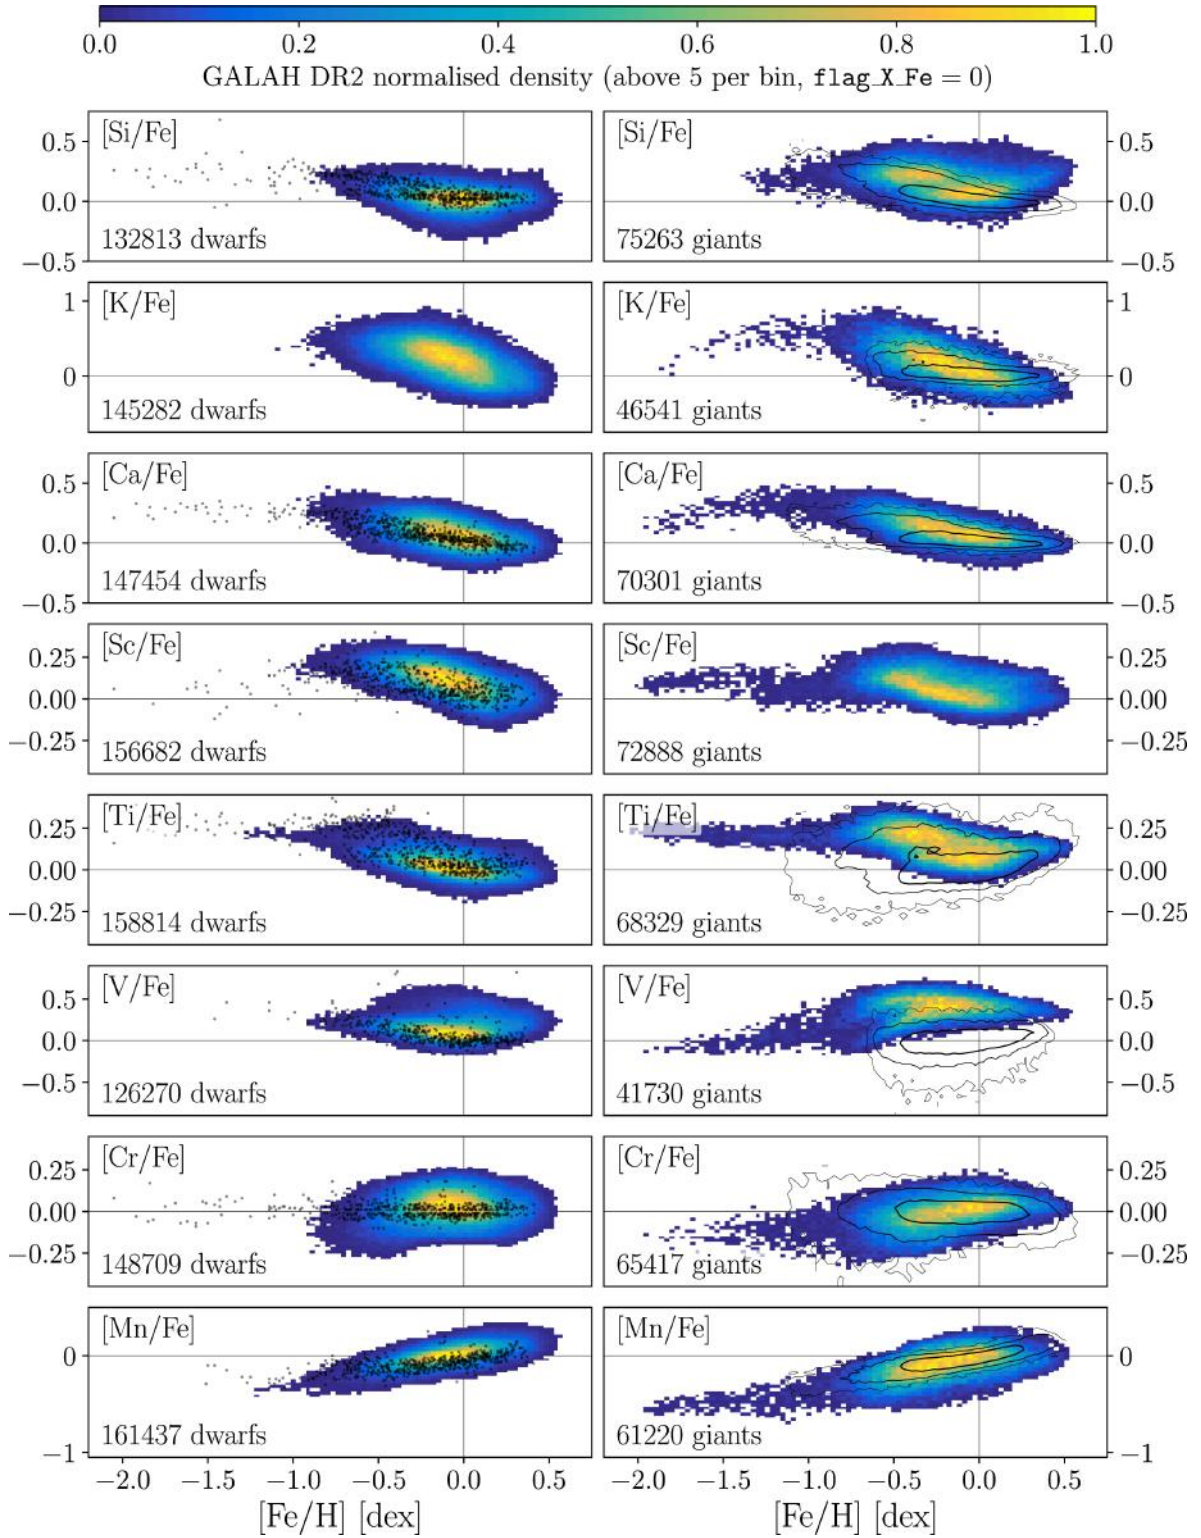 0.0 0.2 0.4 0.6 0.8 1.0
GALAH DR2 normalised density (above 5 per bin, flag_X_Fe = 0)
[Si/Fe]
0.5
0.0
−0.5
132813 dwarfs
[Si/Fe]
0.5
0.0
−0.5
75263 giants
[K/Fe]
1
0
145282 dwarfs
[K/Fe]
1
0
46541 giants
[Ca/Fe]
0.5
0.0
−0.5
147454 dwarfs
[Ca/Fe]
0.5
0.0
−0.5
70301 giants
[Sc/Fe]
0.25
0.00
−0.25
156682 dwarfs
[Sc/Fe]
0.25
0.00
−0.25
72888 giants
[Ti/Fe]
0.25
0.00
−0.25
158814 dwarfs
[Ti/Fe]
0.25
0.00
−0.25
68329 giants
[V/Fe]
0.5
0.0
−0.5
126270 dwarfs
[V/Fe]
0.5
0.0
−0.5
41730 giants
[Cr/Fe]
0.25
0.00
−0.25
148709 dwarfs
[Cr/Fe]
0.25
0.00
−0.25
65417 giants
[Mn/Fe]
0
−1
161437 dwarfs
[Mn/Fe]
0
−1
61220 giants
−2.0 −1.5 −1.0 −0.5 0.0 0.5
[Fe/H] [dex]
−2.0 −1.5 −1.0 −0.5 0.0 0.5
[Fe/H] [dex]